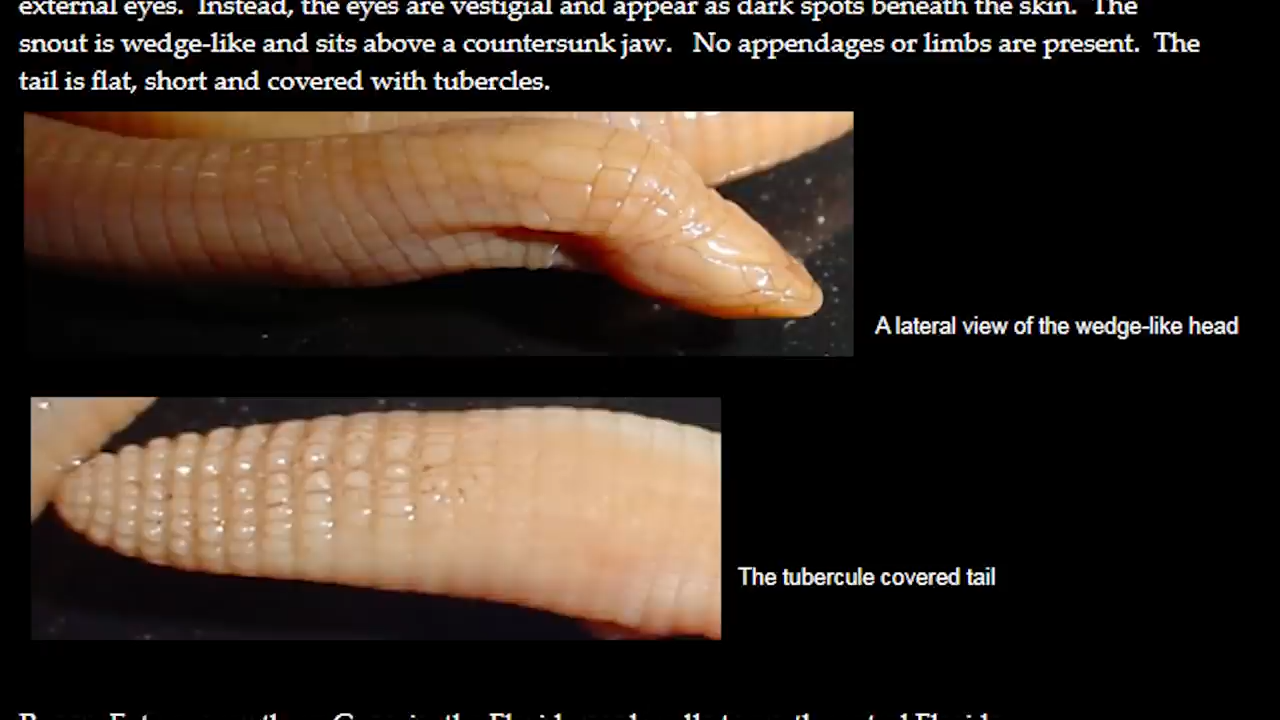 external eyes. Instead, the eyes are vestigial and appear as dark spots beneath the skin. The
snout is wedge-like and sits above a countersunk jaw. No appendages or limbs are present. The
tail is flat, short and covered with tubercles.
A lateral view of the wedge-like head
The tubercule covered tail